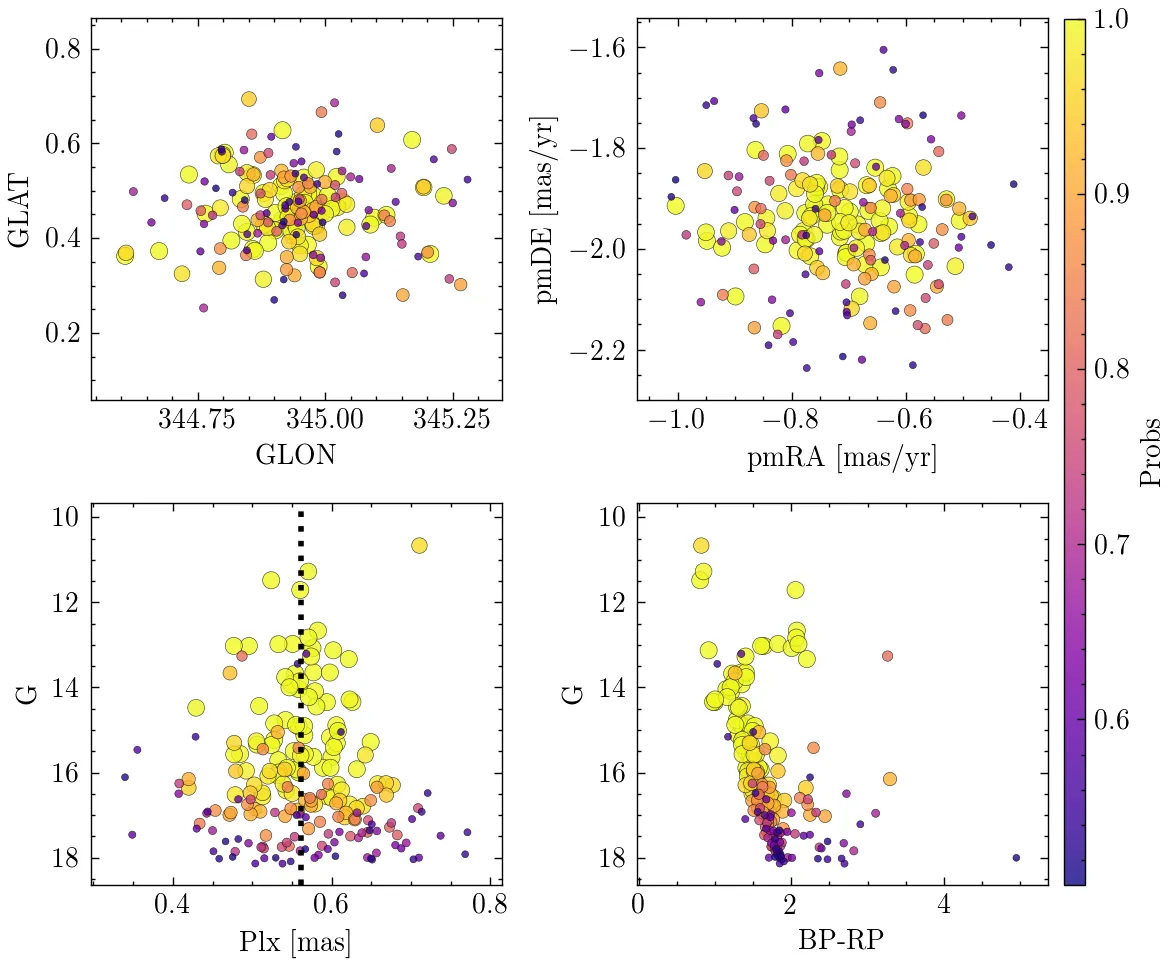 0.8
0.6
0.4
0.2
GLAT
344.75 345.00 345.25
GLON
−1.6
−1.8
−2.0
−2.2
pmDE [mas/yr]
−1.0 −0.8 −0.6 −0.4
pmRA [mas/yr]
10
12
14
16
18
G
0.4 0.6 0.8
Plx [mas]
10
12
14
16
18
G
0 2 4
BP-RP
1.0
0.9
0.8
0.7
0.6
Probs